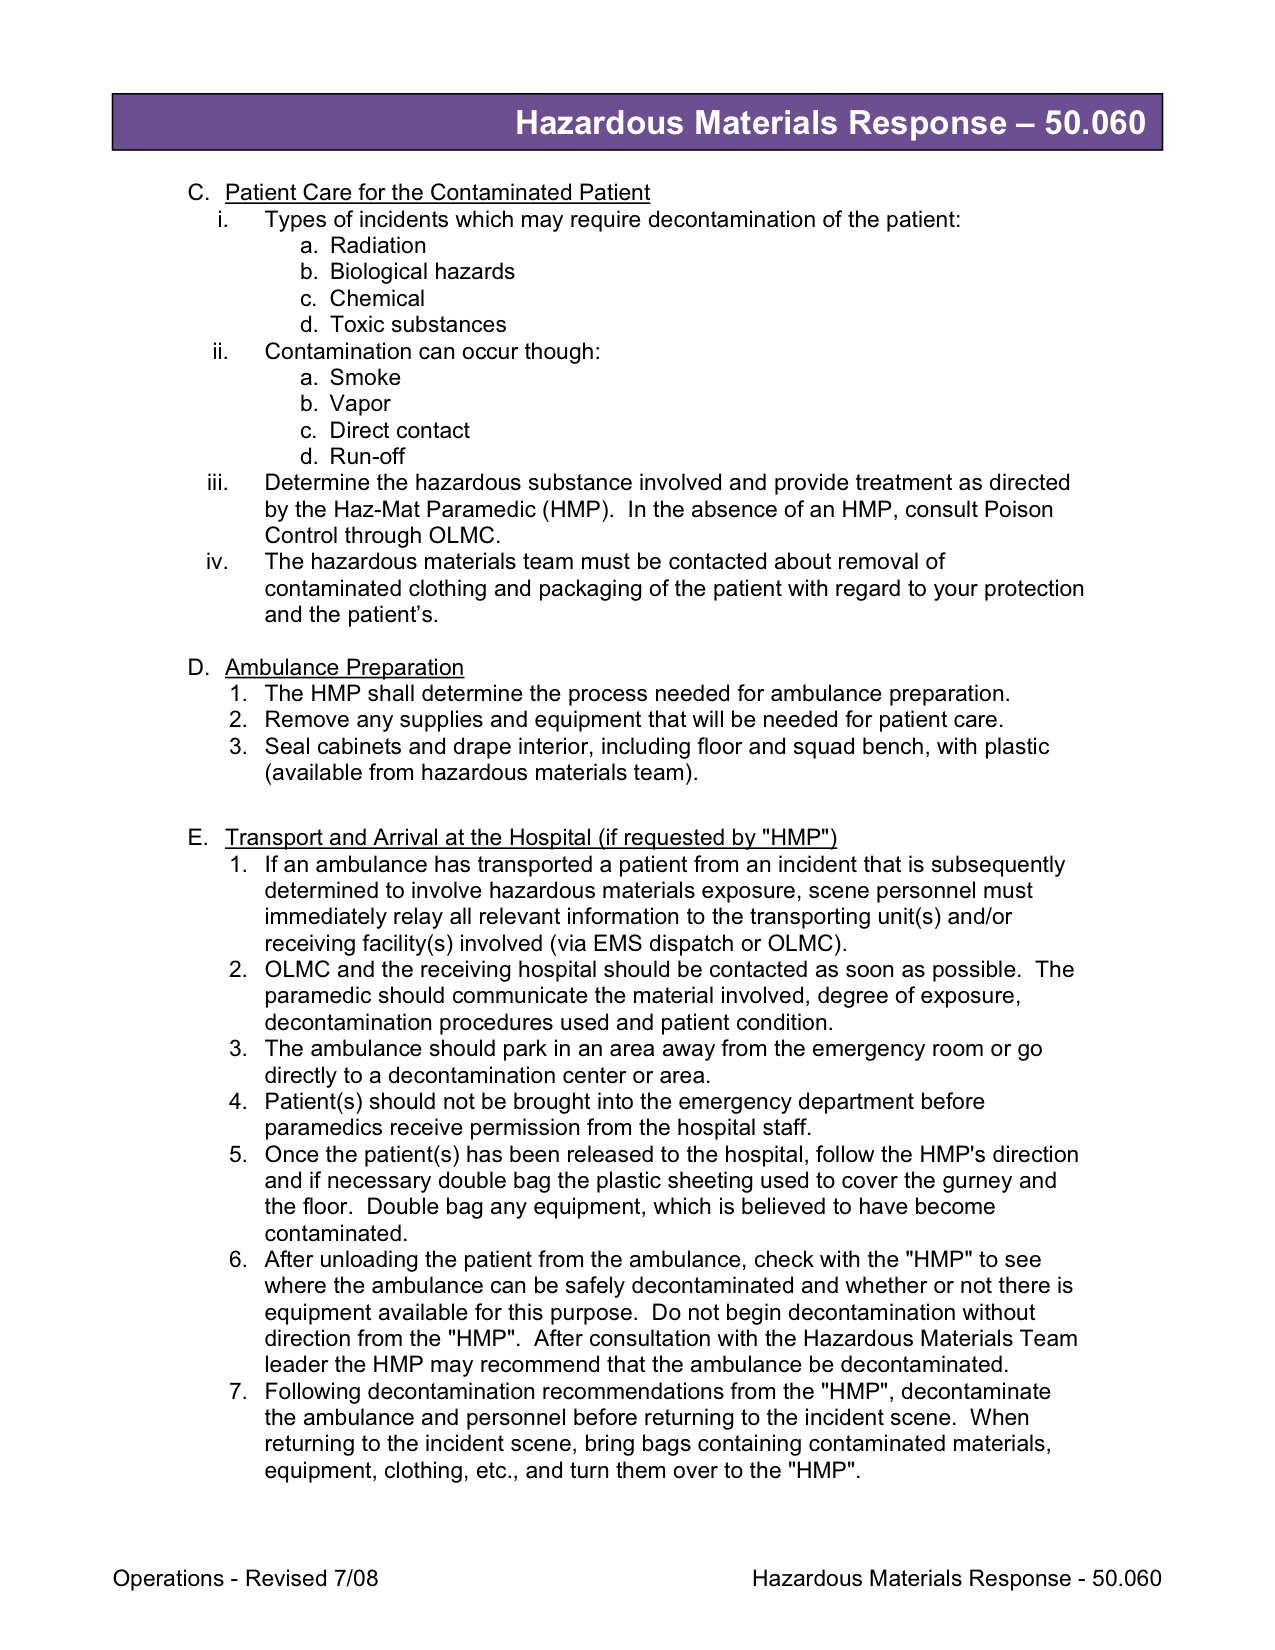 Hazardous Materials Response – 50.060
C. Patient Care for the Contaminated Patient
i. Types of incidents which may require decontamination of the patient:
a. Radiation
b. Biological hazards
c. Chemical
d. Toxic substances
ii. Contamination can occur though:
a. Smoke
b. Vapor
c. Direct contact
d. Run-off
iii. Determine the hazardous substance involved and provide treatment as directed
by the Haz-Mat Paramedic (HMP).  In the absence of an HMP, consult Poison
Control through OLMC.
iv. The hazardous materials team must be contacted about removal of
contaminated clothing and packaging of the patient with regard to your protection
and the patient’s.
D. Ambulance Preparation
1. The HMP shall determine the process needed for ambulance preparation.
2. Remove any supplies and equipment that will be needed for patient care.
3. Seal cabinets and drape interior, including floor and squad bench, with plastic
(available from hazardous materials team).
E. Transport and Arrival at the Hospital (if requested by "HMP")
1. If an ambulance has transported a patient from an incident that is subsequently
determined to involve hazardous materials exposure, scene personnel must
immediately relay all relevant information to the transporting unit(s) and/or
receiving facility(s) involved (via EMS dispatch or OLMC).
2. OLMC and the receiving hospital should be contacted as soon as possible.  The
paramedic should communicate the material involved, degree of exposure,
decontamination procedures used and patient condition.
3. The ambulance should park in an area away from the emergency room or go
directly to a decontamination center or area.
4. Patient(s) should not be brought into the emergency department before
paramedics receive permission from the hospital staff.
5. Once the patient(s) has been released to the hospital, follow the HMP's direction
and if necessary double bag the plastic sheeting used to cover the gurney and
the floor.  Double bag any equipment, which is believed to have become
contaminated.
6. After unloading the patient from the ambulance, check with the "HMP" to see
where the ambulance can be safely decontaminated and whether or not there is
equipment available for this purpose.  Do not begin decontamination without
direction from the "HMP".  After consultation with the Hazardous Materials Team
leader the HMP may recommend that the ambulance be decontaminated.
7. Following decontamination recommendations from the "HMP", decontaminate
the ambulance and personnel before returning to the incident scene.  When
returning to the incident scene, bring bags containing contaminated materials,
equipment, clothing, etc., and turn them over to the "HMP".
Operations - Revised 7/08 Hazardous Materials Response - 50.060